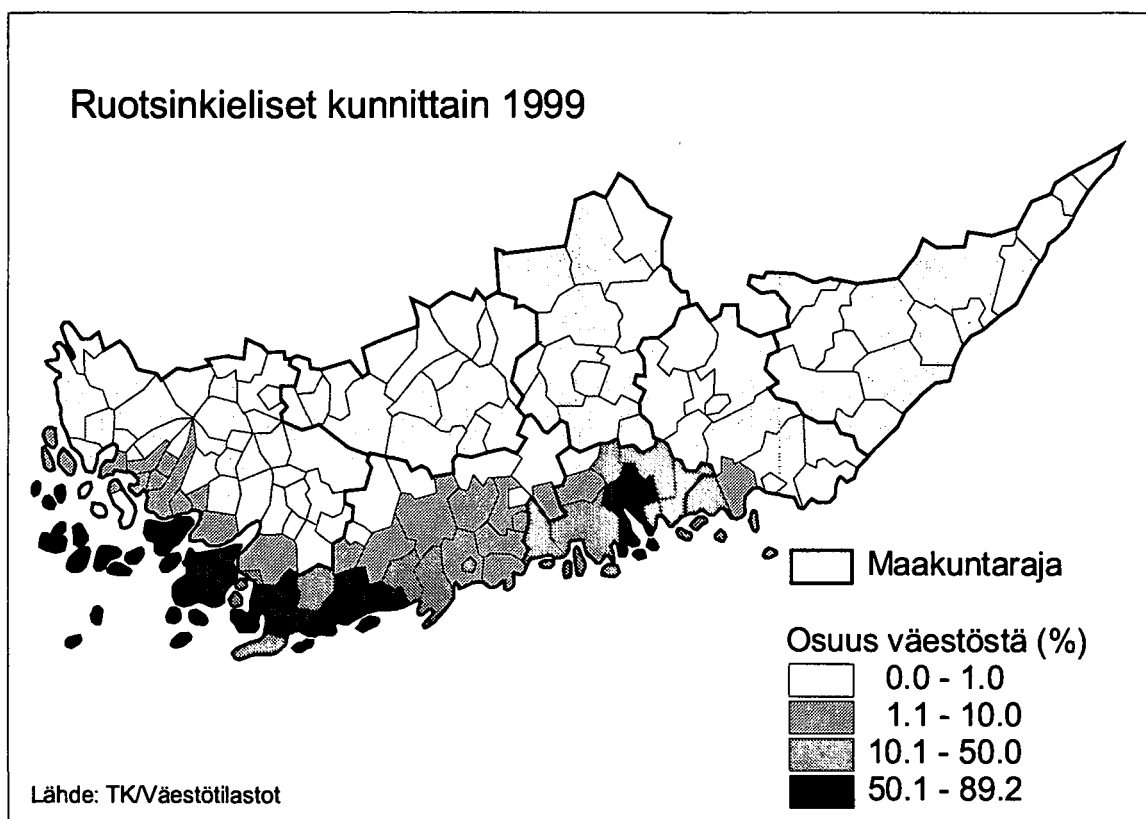 Ruotsinkieliset kunnittain 1999
Maakuntaraja
Osuus väestöstä (%)
0.0 - 1.0
1.1 - 10.0
10.1 - 50.0
50.1 - 89.2
Lähde: TK/Väestötilastot